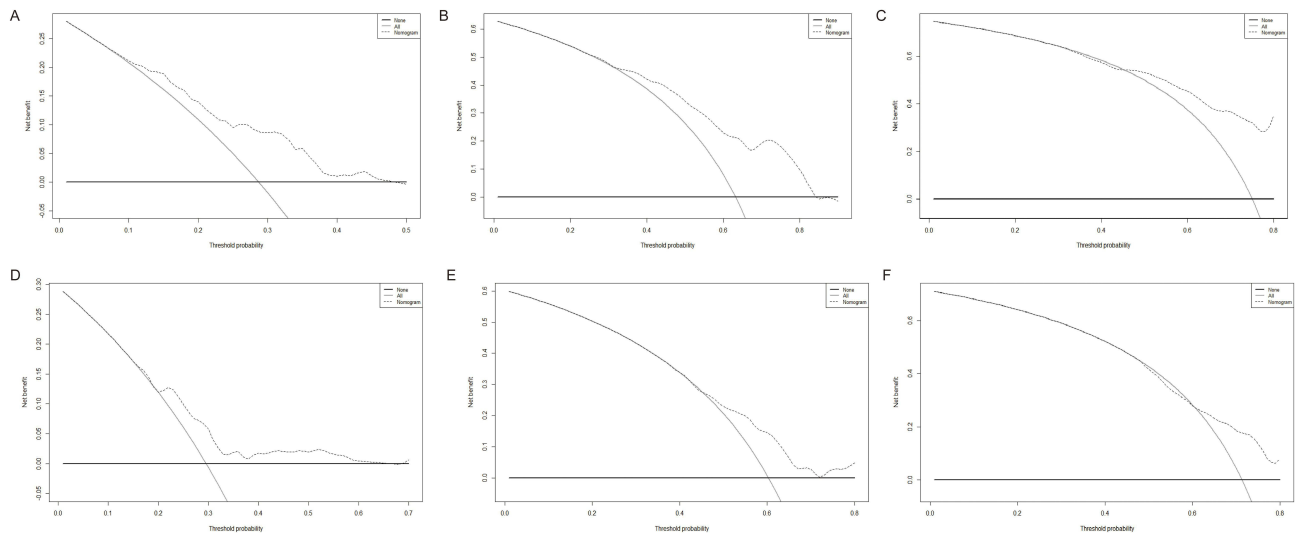 A
None
All
Nomogram
Net benefit
0.25
0.20
0.15
0.10
0.05
0.00
-0.05
0.0 0.1 0.2 0.3 0.4 0.5
Threshold probability
B
None
All
Nomogram
Net benefit
0.6
0.5
0.4
0.3
0.2
0.1
0.0
0.0 0.2 0.4 0.6 0.8
Threshold probability
C
None
All
Nomogram
Net benefit
0.6
0.4
0.2
0.0
0.0 0.2 0.4 0.6 0.8
Threshold probability
D
None
All
Nomogram
Net benefit
0.30
0.25
0.20
0.15
0.10
0.05
0.00
-0.05
0.0 0.1 0.2 0.3 0.4 0.5 0.6 0.7
Threshold probability
E
None
All
Nomogram
Net benefit
0.6
0.5
0.4
0.3
0.2
0.1
0.0
0.0 0.2 0.4 0.6 0.8
Threshold probability
F
None
All
Nomogram
Net benefit
0.6
0.4
0.2
0.0
0.0 0.2 0.4 0.6 0.8
Threshold probability